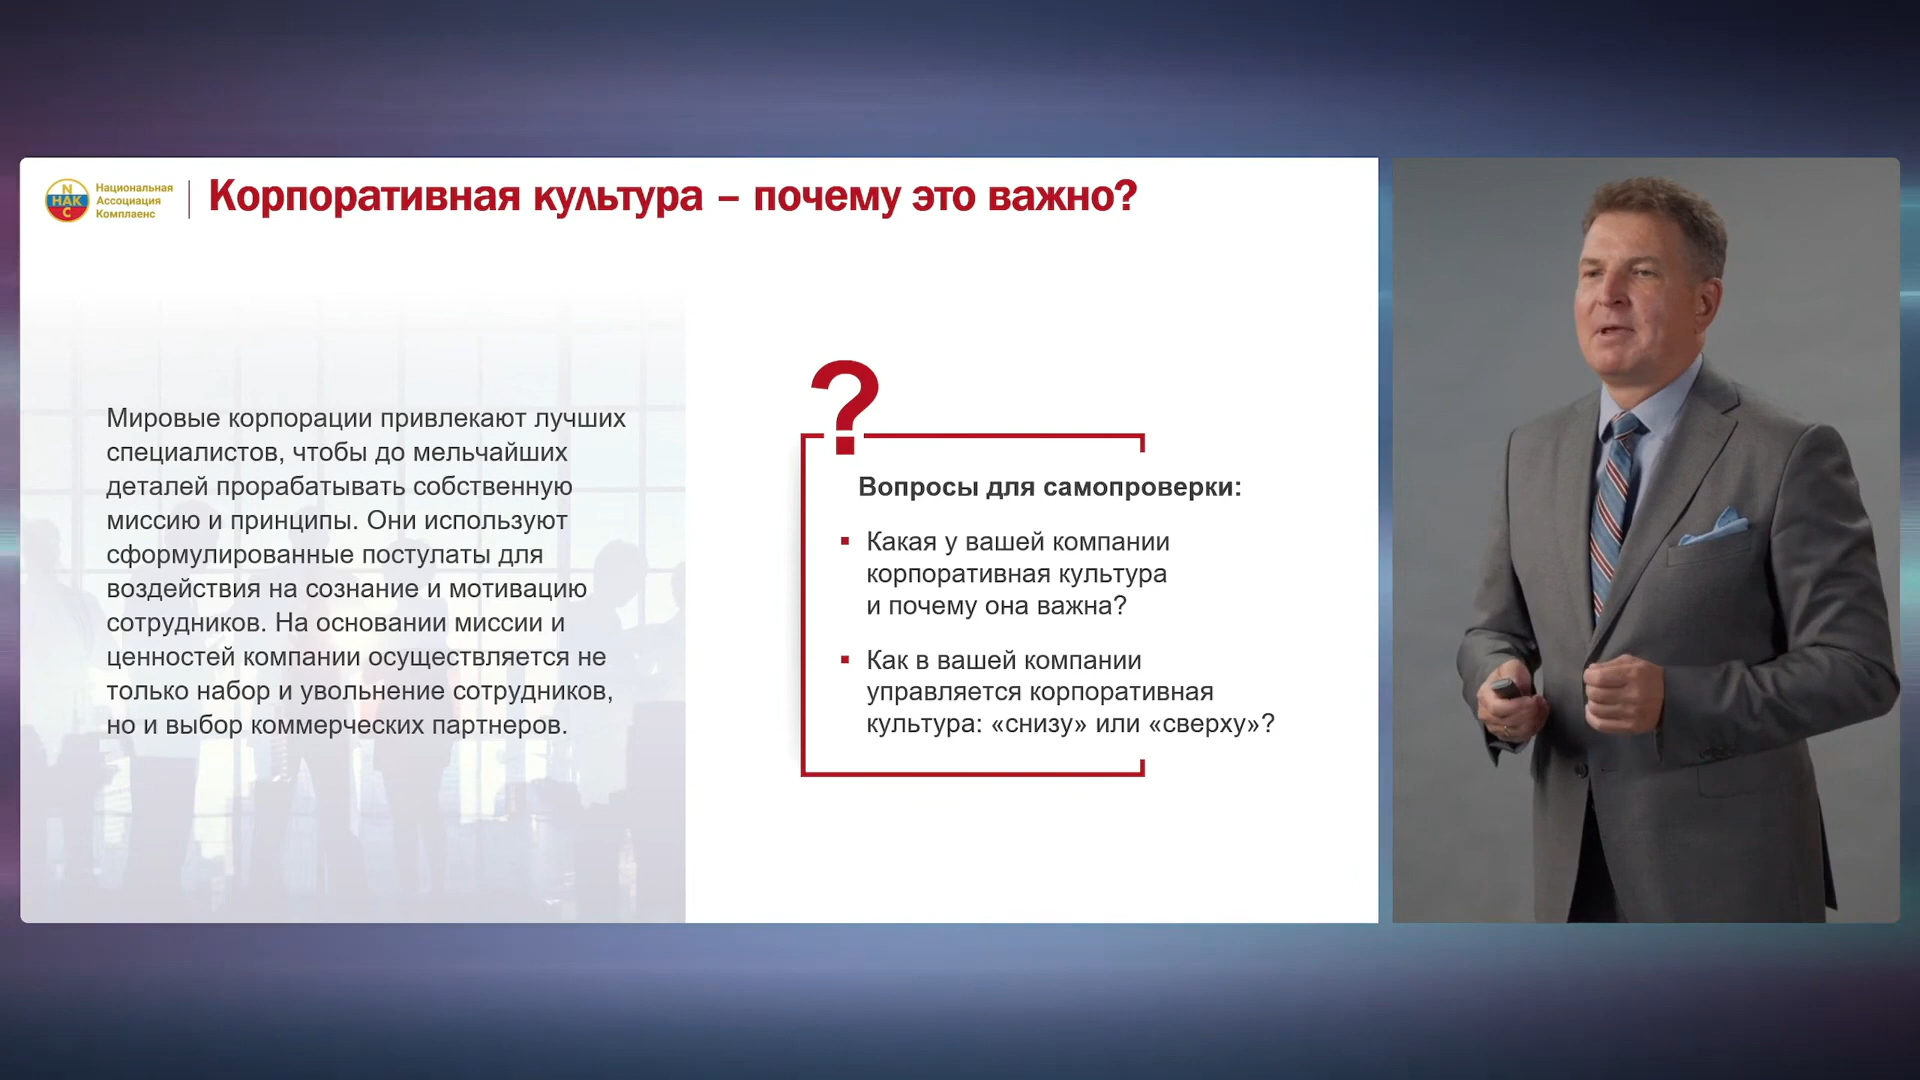 N
НАК
C
Национальная
Ассоциация
Комплаенс
Корпоративная культура – почему это важно?
Мировые корпорации привлекают лучших
специалистов, чтобы до мельчайших
деталей прорабатывать собственную
миссию и принципы. Они используют
сформулированные постулаты для
воздействия на сознание и мотивацию
сотрудников. На основании миссии и
ценностей компании осуществляется не
только набор и увольнение сотрудников,
но и выбор коммерческих партнеров.
?
Вопросы для самопроверки:
▪ Какая у вашей компании
корпоративная культура
и почему она важна?
▪ Как в вашей компании
управляется корпоративная
культура: «снизу» или «сверху»?